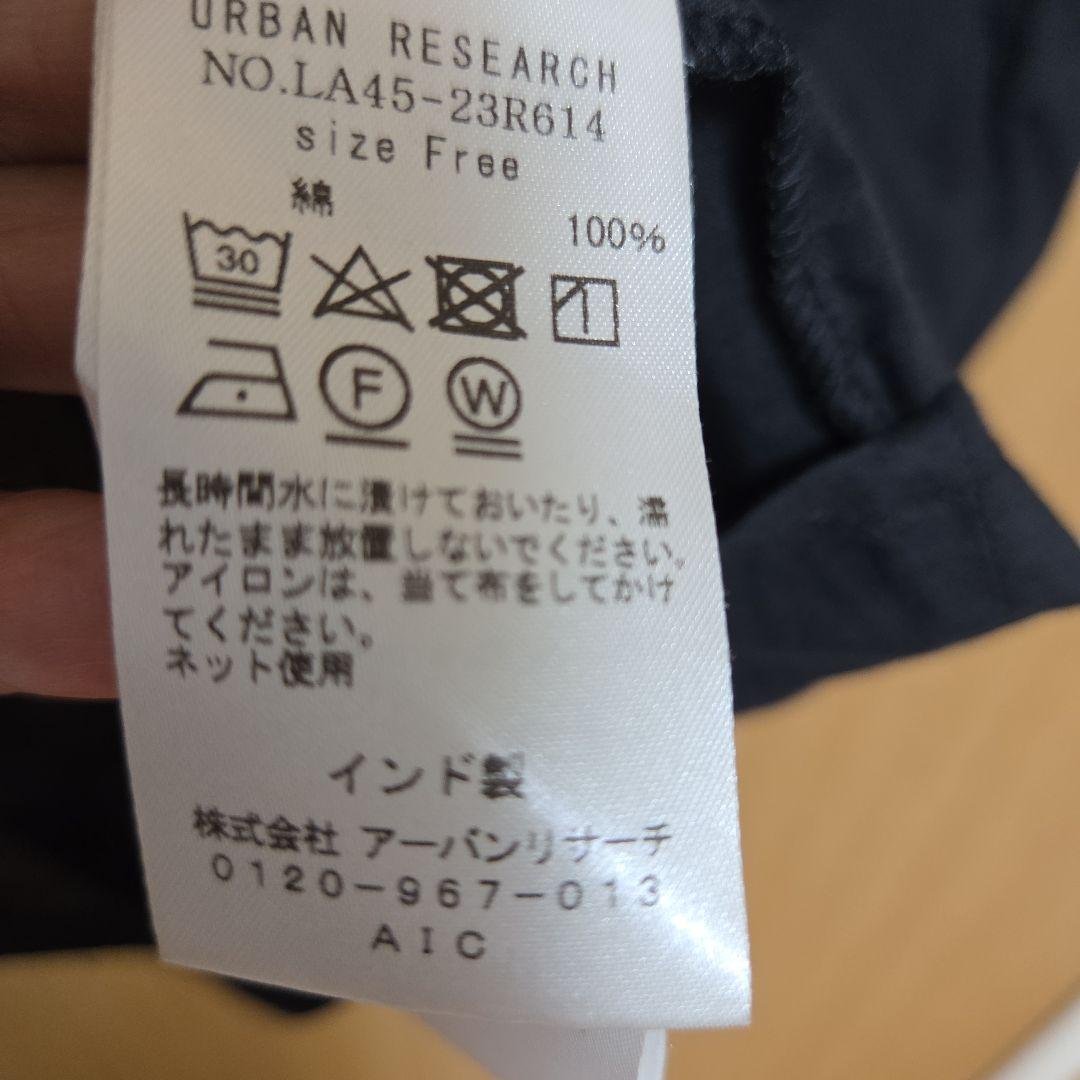 URBAN RESEARCH
NO.LA45-23R614
size Free
綿 100%
30
F W
長時間水に漬けておいたり、濡
れたまま放置しないでください。
アイロンは、当て布をしてかけ
てください。
ネット使用
インド製
株式会社 アーバンリサーチ
0120-967-013
AIC